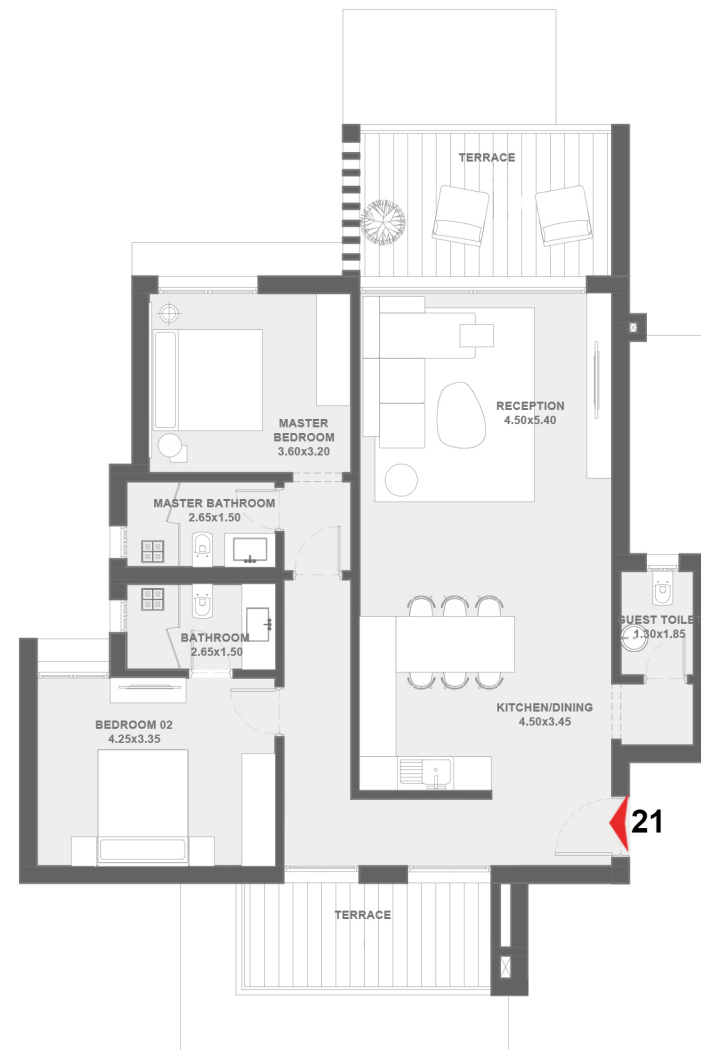 TERRACE
RECEPTION
4.50x5.40
MASTER
BEDROOM
3.60x3.20
MASTER BATHROOM
2.65x1.50
GUEST TOILET
1.30x1.85
BATHROOM
2.65x1.50
KITCHEN/DINING
4.50x3.45
BEDROOM 02
4.25x3.35
21
TERRACE